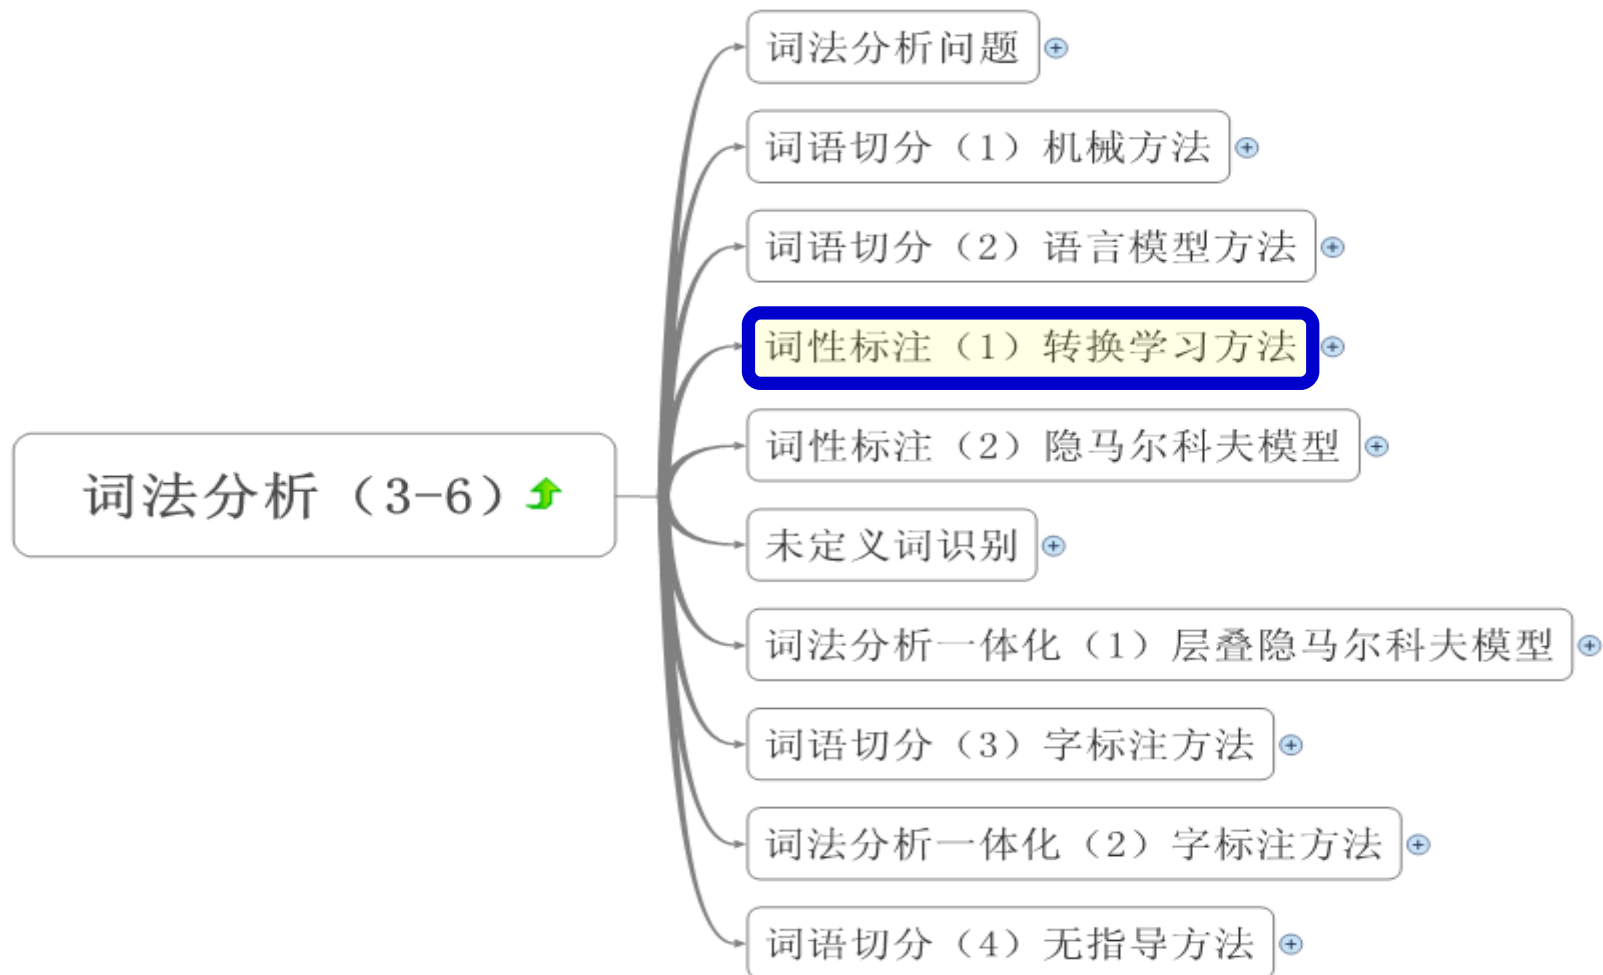 词法分析问题
词语切分（1）机械方法
词语切分（2）语言模型方法
词性标注（1）转换学习方法
词性标注（2）隐马尔科夫模型
词法分析（3-6）
未定义词识别
词法分析一体化（1）层叠隐马尔科夫模型
词语切分（3）字标注方法
词法分析一体化（2）字标注方法
词语切分（4）无指导方法